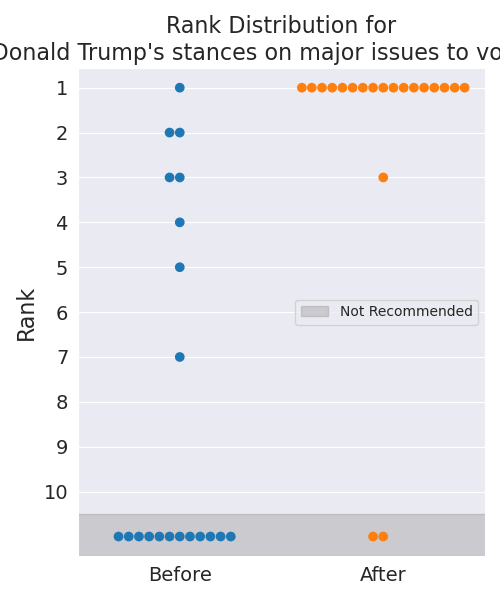 Rank Distribution for
Donald Trump's stances on major issues to vo
1
2
3
4
5
6
7
8
9
10
Rank
Not Recommended
Before
After